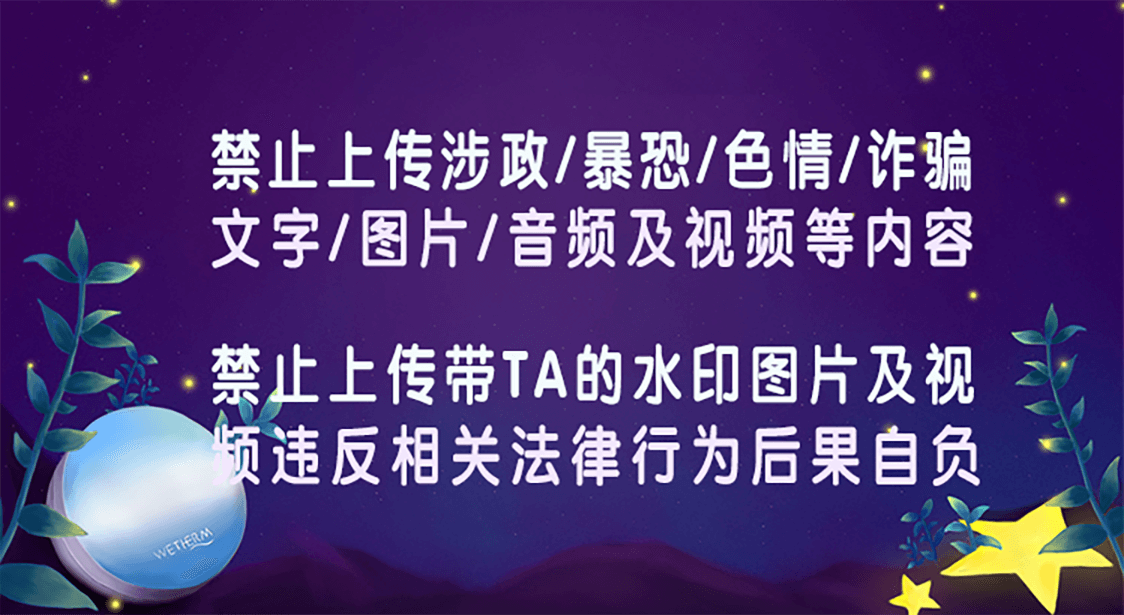 禁止上传涉政/暴恐/色情/诈骗
文字/图片/音频及视频等内容
禁止上传带TA的水印图片及视
频违反相关法律行为后果自负
WETHERM